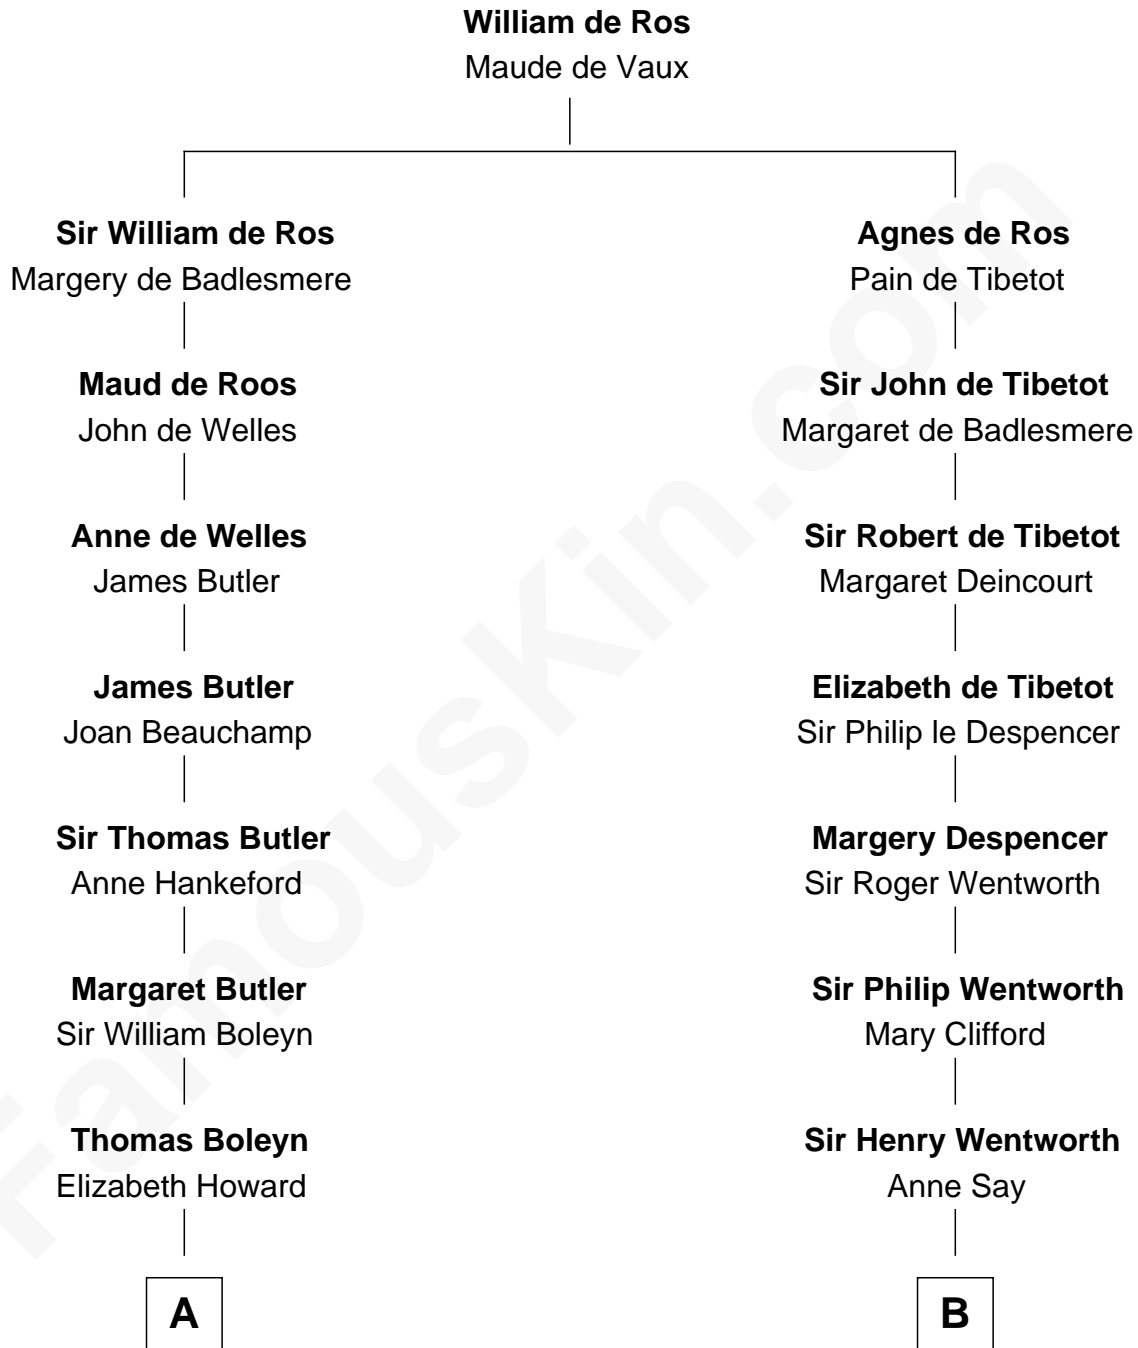 William de Ros
Maude de Vaux
Sir William de Ros
Margery de Badlesmere
Agnes de Ros
Pain de Tibetot
Maud de Roos
John de Welles
Sir John de Tibetot
Margaret de Badlesmere
Anne de Welles
James Butler
Sir Robert de Tibetot
Margaret Deincourt
James Butler
Joan Beauchamp
Elizabeth de Tibetot
Sir Philip le Despencer
Sir Thomas Butler
Anne Hankeford
Margery Despencer
Sir Roger Wentworth
Margaret Butler
Sir William Boleyn
Sir Philip Wentworth
Mary Clifford
Thomas Boleyn
Elizabeth Howard
Sir Henry Wentworth
Anne Say
A
B
FamousKin.com